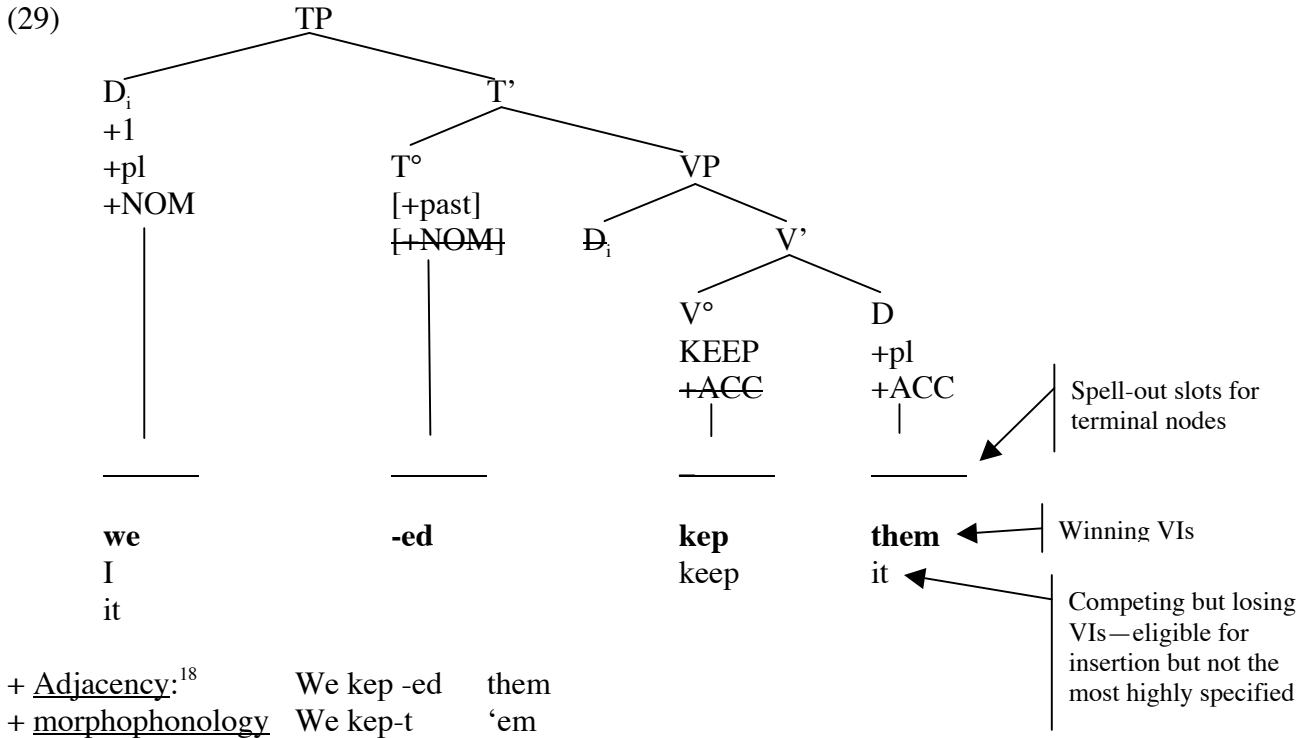 (29) TP
Dᵢ T’
+1
+pl T° VP
+NOM [+past]
[+NOM] Dᵢ V’
V° D
KEEP +pl
+ACC +ACC
Spell-out slots for
terminal nodes
we -ed kep them
Winning VIs
I keep it
it
Competing but losing
VIs—eligible for
insertion but not the
most highly specified
+ Adjacency:¹⁸ We kep -ed them
+ morphophonology We kep-t ‘em